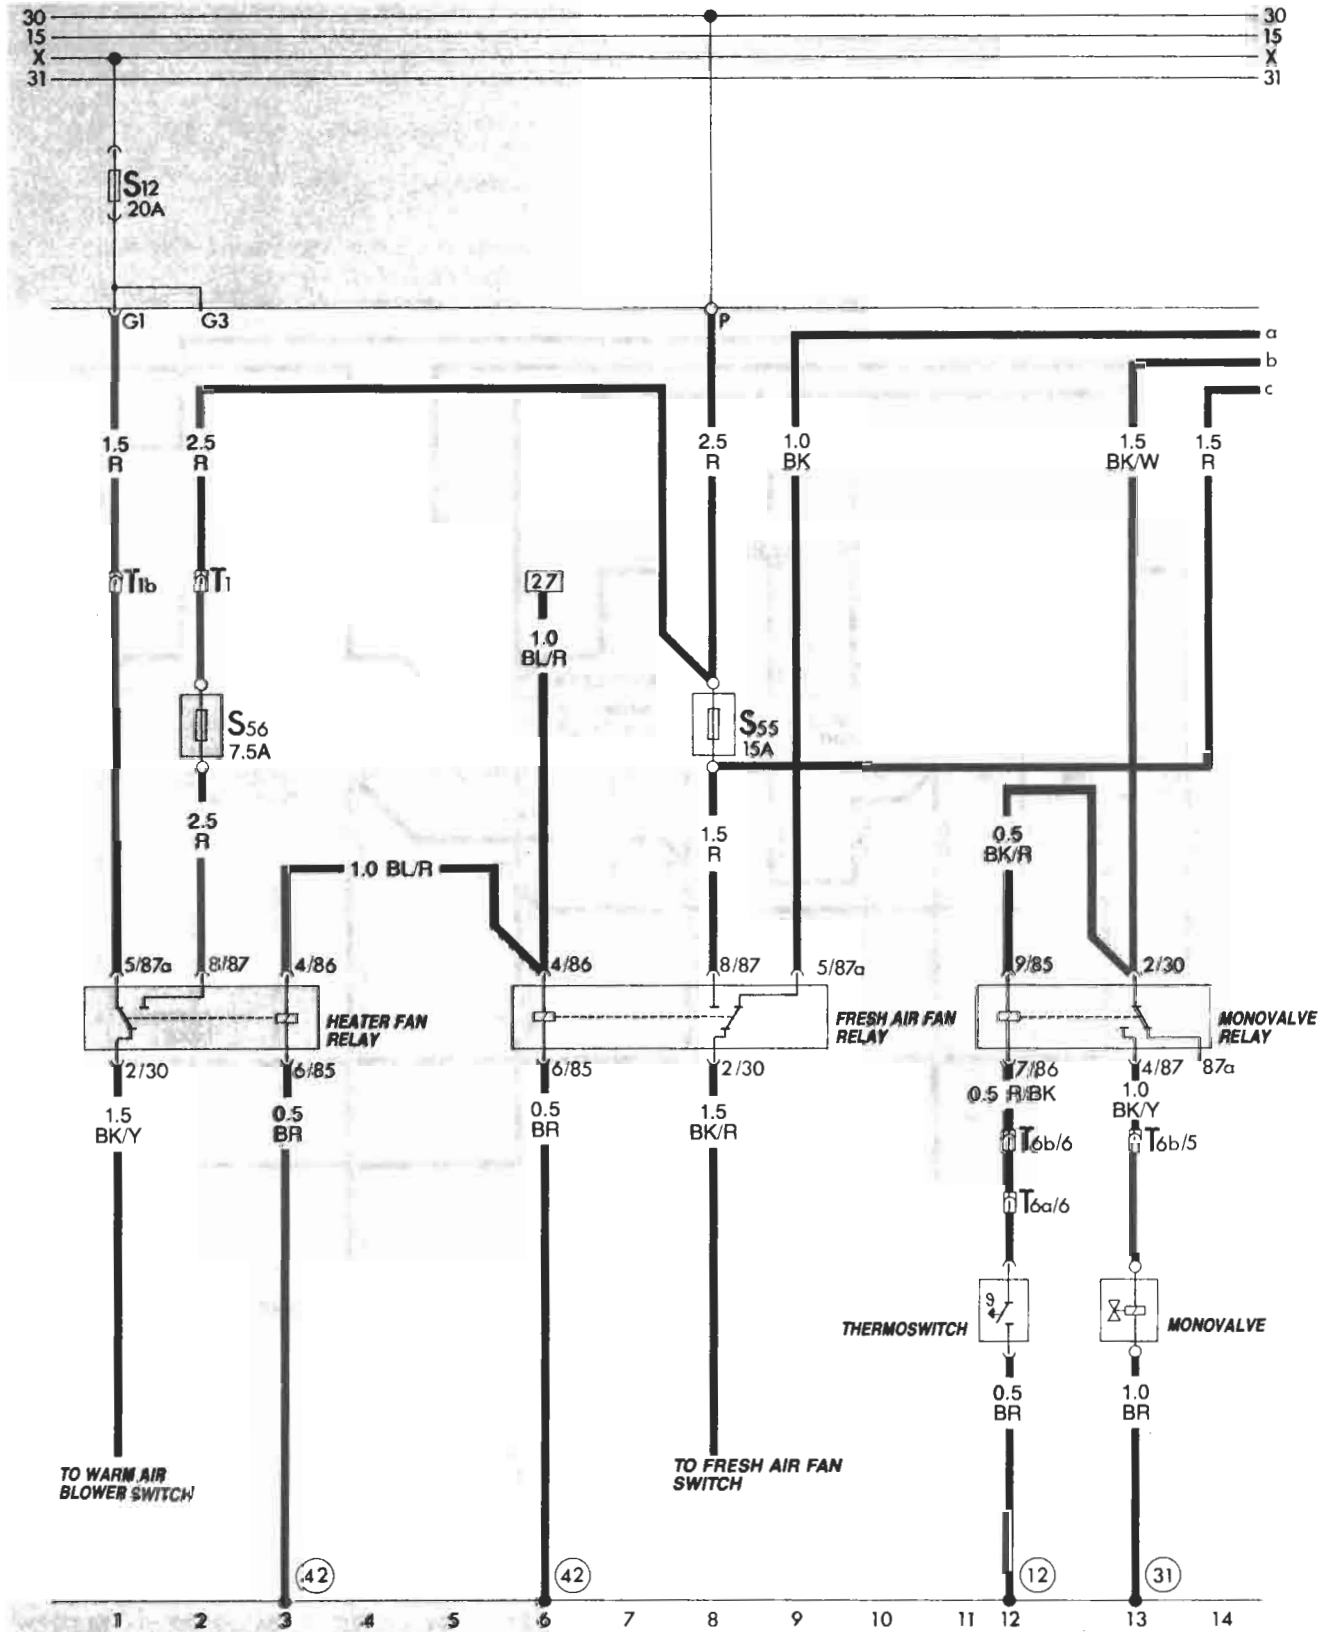 30 30
15 15
X X
31 31
S12
20A
G1 G3 P
a
b
c
1.5 2.5 2.5 1.0 1.5 1.5
R R R BK BK/W R
T1b T1 27
1.0
BL/R
S56 S55
7.5A 15A
2.5 1.5 0.5
R R BK/R
1.0 BL/R
5/87a 8/87 4/86 4/86 8/87 5/87a 9/85 2/30
HEATER FAN FRESH AIR FAN MONOVALVE
RELAY RELAY RELAY
2/30 6/85 6/85 2/30 7/86 4/87 87a
0.5 R/BK
1.5 0.5 0.5 1.5 1.0
BK/Y BR BR BK/R BK/Y
T6b/6 T6b/5
T6a/6
THERMOSWITCH MONOVALVE
0.5 1.0
BR BR
TO WARM AIR TO FRESH AIR FAN
BLOWER SWITCH SWITCH
42 42 12 31
1 2 3 4 5 6 7 8 9 10 11 12 13 14